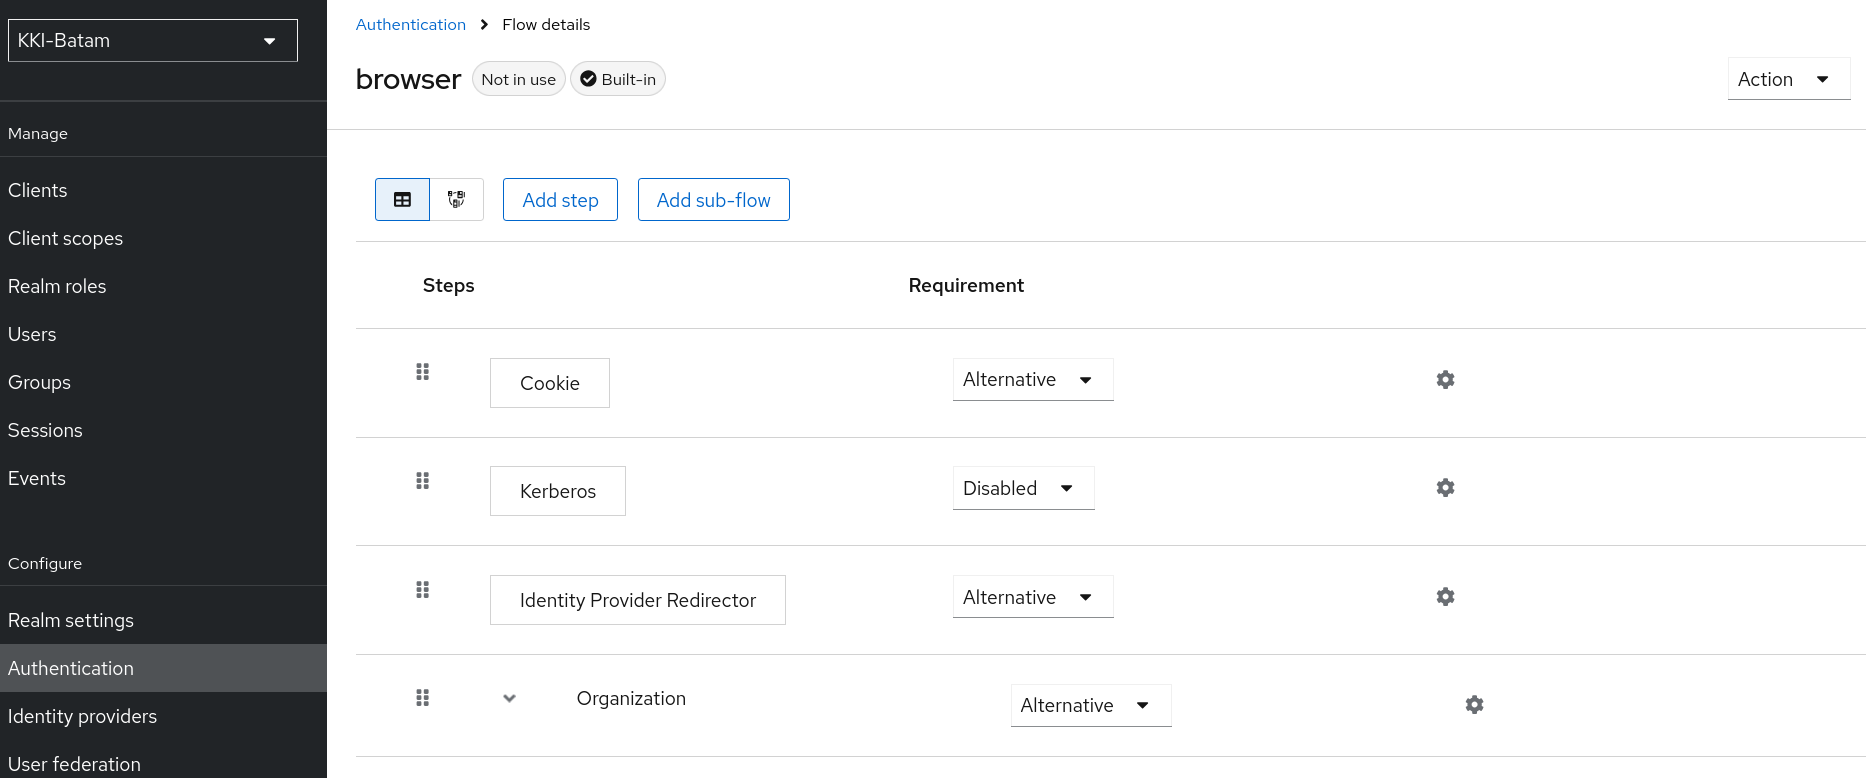 KKI-Batam
Manage
Clients
Client scopes
Realm roles
Users
Groups
Sessions
Events
Configure
Realm settings
Authentication
Identity providers
User federation
Authentication > Flow details
browser Not in use Built-in
Action
Add step Add sub-flow
Steps Requirement
Cookie Alternative
Kerberos Disabled
Identity Provider Redirector Alternative
Organization Alternative